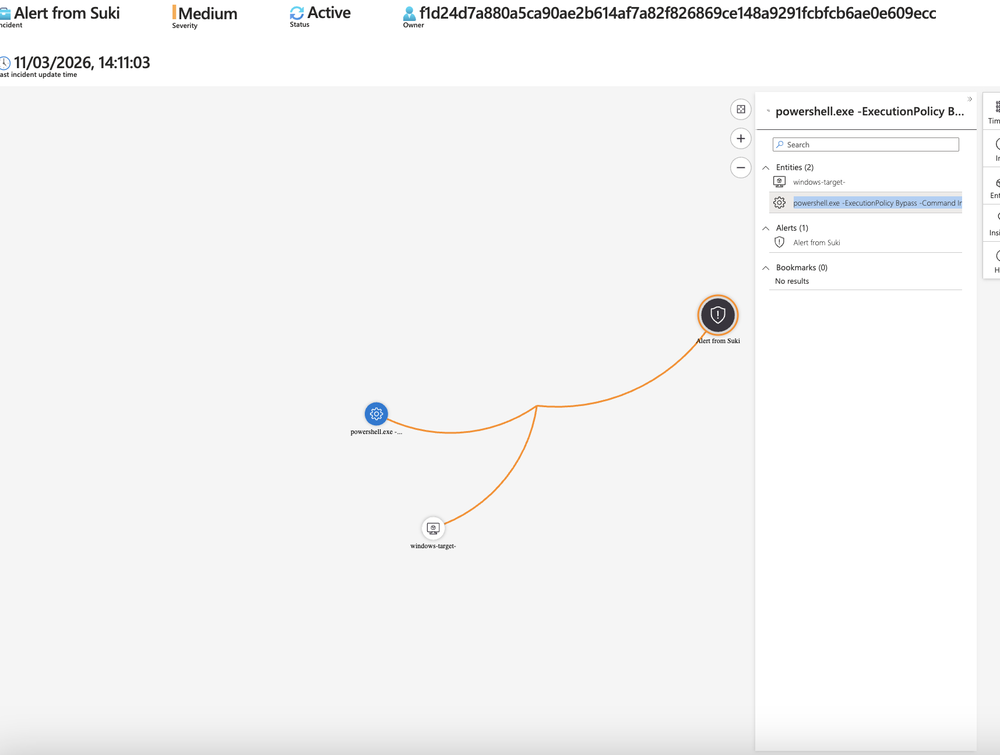 Alert from Suki
ncident
Medium
Severity
Active
Status
f1d24d7a880a5ca90ae2b614af7a82f826869ce148a9291fcbfcb6ae0e609ecc
Owner
11/03/2026, 14:11:03
ast incident update time
powershell.exe -ExecutionPolicy B...
Search
Entities (2)
windows-target-
powershell.exe -ExecutionPolicy Bypass -Command Ir
Alerts (1)
Alert from Suki
Bookmarks (0)
No results
Tim
Ir
Ent
Insi
H
Alert from Suki
powershell.exe -...
windows-target-